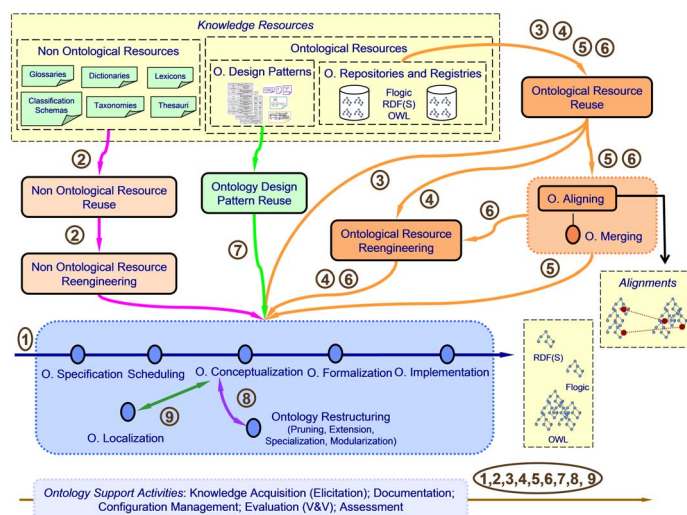 Knowledge Resources
Non Ontological Resources
Glossaries
Dictionaries
Lexicons
Classification
Schemas
Taxonomies
Thesauri
Ontological Resources
O. Design Patterns
O. Repositories and Registries
Flogic
RDF(S)
OWL
3 4
5 6
Ontological Resource
Reuse
2
Non Ontological Resource
Reuse
2
Non Ontological Resource
Reengineering
Ontology Design
Pattern Reuse
7
3
4
5 6
Ontological Resource
Reengineering
6
4 6
O. Aligning
O. Merging
5
Alignments
1
O. Specification
Scheduling
O. Conceptualization
O. Formalization
O. Implementation
9
8
O. Localization
Ontology Restructuring
(Pruning, Extension,
Specialization, Modularization)
RDF(S)
Flogic
OWL
1,2,3,4,5,6,7,8, 9
Ontology Support Activities: Knowledge Acquisition (Elicitation); Documentation;
Configuration Management; Evaluation (V&V); Assessment